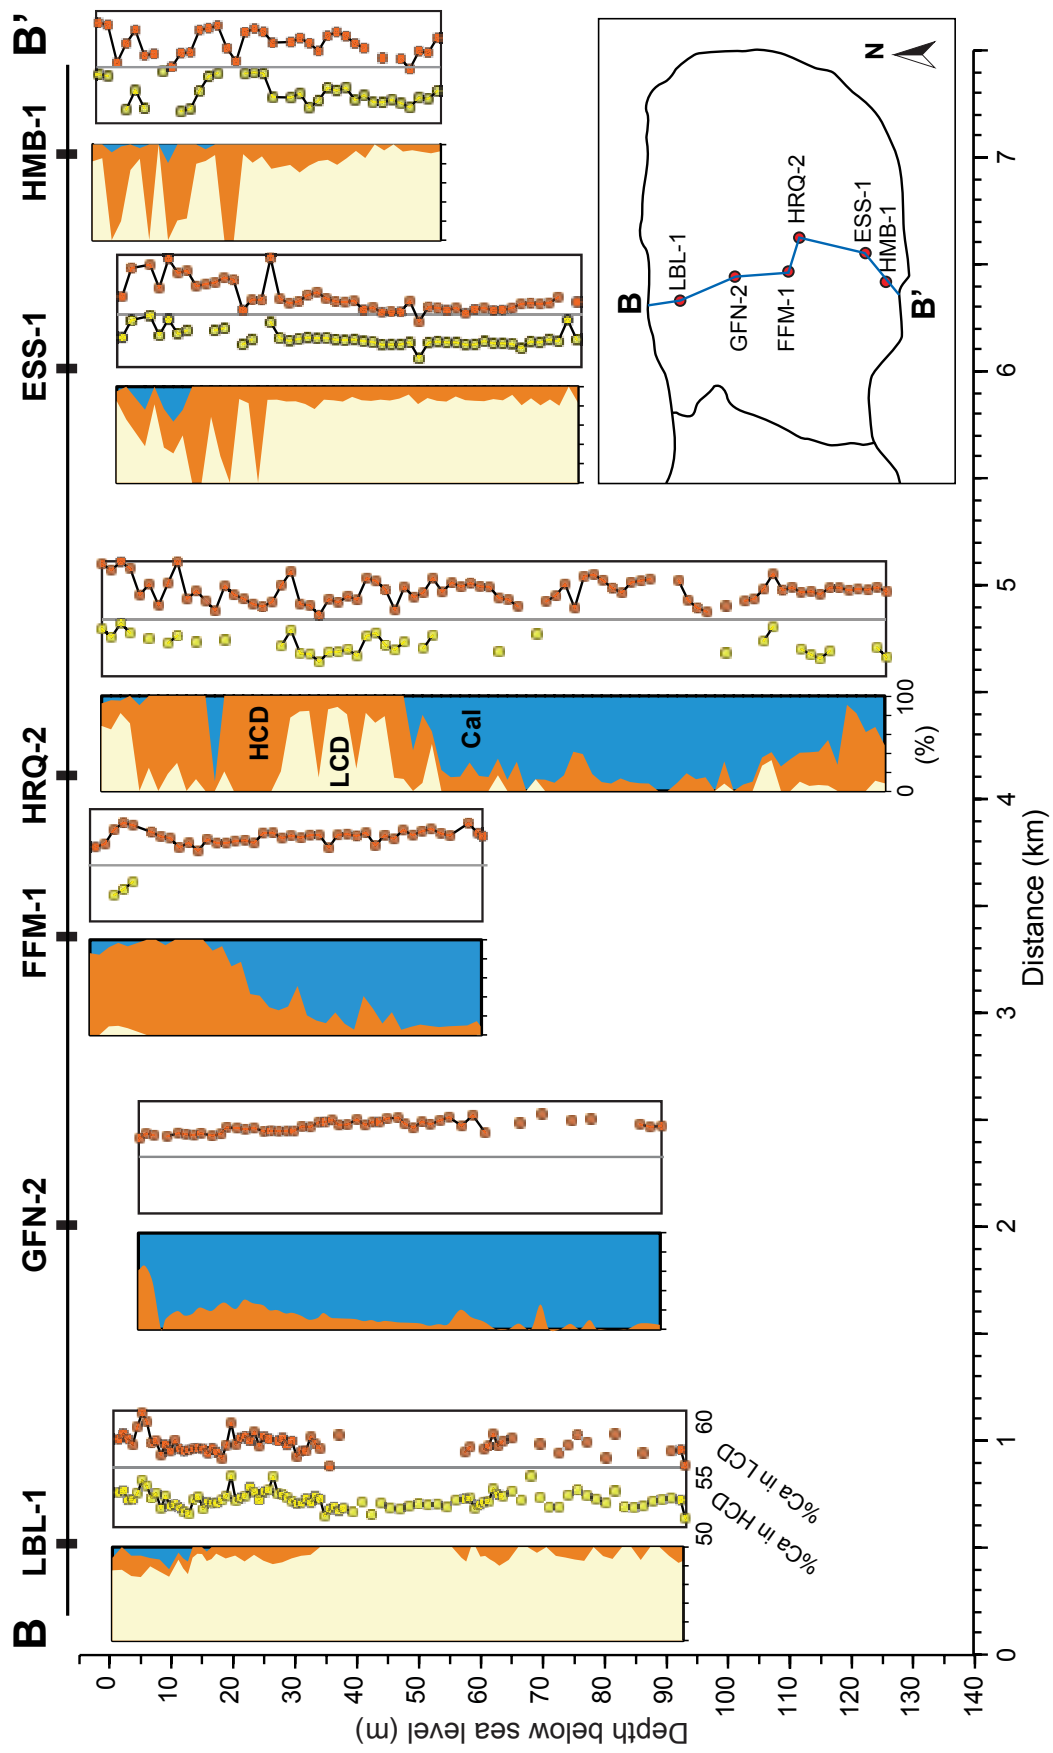 B
B'
LBL-1
GFN-2
FFM-1
HRQ-2
ESS-1
HMB-1
0
10
20
30
40
50
60
70
80
90
100
110
120
130
140
Depth below sea level (m)
HCD
LCD
Cal
0
100
(%)
50
55
60
%Ca in HCD
%Ca in LCD
B
LBL-1
GFN-2
FFM-1
HRQ-2
ESS-1
HMB-1
B'
N
0
1
2
3
4
5
6
7
Distance (km)